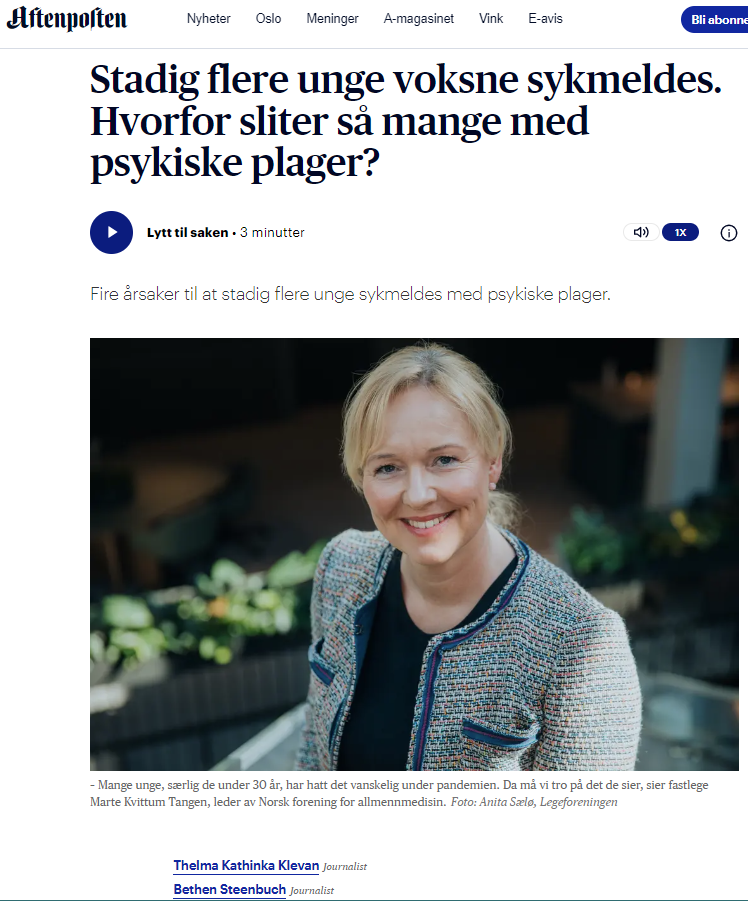 Aftenposten
Nyheter Oslo Meninger A-magasinet Vink E-avis
Bli abonne
Stadig flere unge voksne sykmeldes.
Hvorfor sliter så mange med
psykiske plager?
Lytt til saken • 3 minutter
1X
Fire årsaker til at stadig flere unge sykmeldes med psykiske plager.
– Mange unge, særlig de under 30 år, har hatt det vanskelig under pandemien. Da må vi tro på det de sier, sier fastlege
Marte Kvittum Tangen, leder av Norsk forening for allmennmedisin. Foto: Anita Sælø, Legeforeningen
Thelma Kathinka Klevan Journalist
Bethen Steenbuch Journalist